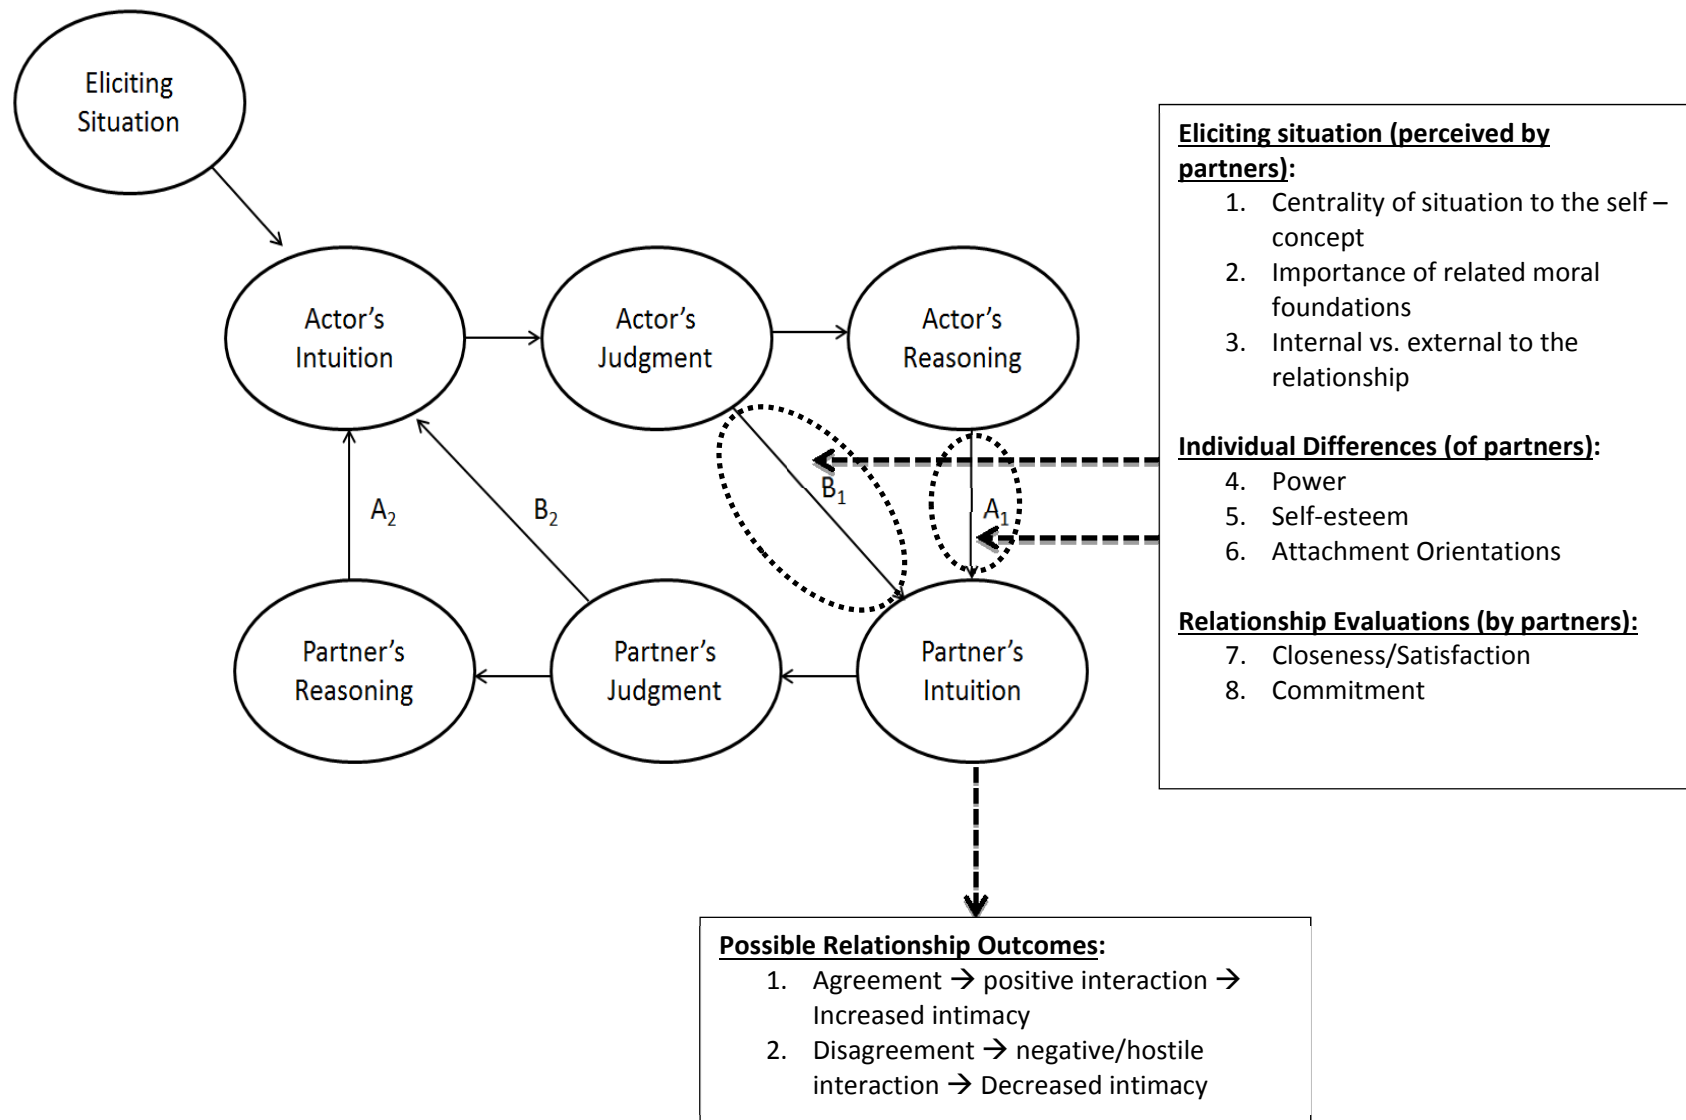 Eliciting
Situation
Actor's
Intuition
Actor's
Judgment
Actor's
Reasoning
A₂
B₂
B₁
A₁
Partner's
Reasoning
Partner's
Judgment
Partner's
Intuition
Eliciting situation (perceived by
partners):
1. Centrality of situation to the self –
concept
2. Importance of related moral
foundations
3. Internal vs. external to the
relationship
Individual Differences (of partners):
4. Power
5. Self-esteem
6. Attachment Orientations
Relationship Evaluations (by partners):
7. Closeness/Satisfaction
8. Commitment
Possible Relationship Outcomes:
1. Agreement → positive interaction →
Increased intimacy
2. Disagreement → negative/hostile
interaction → Decreased intimacy